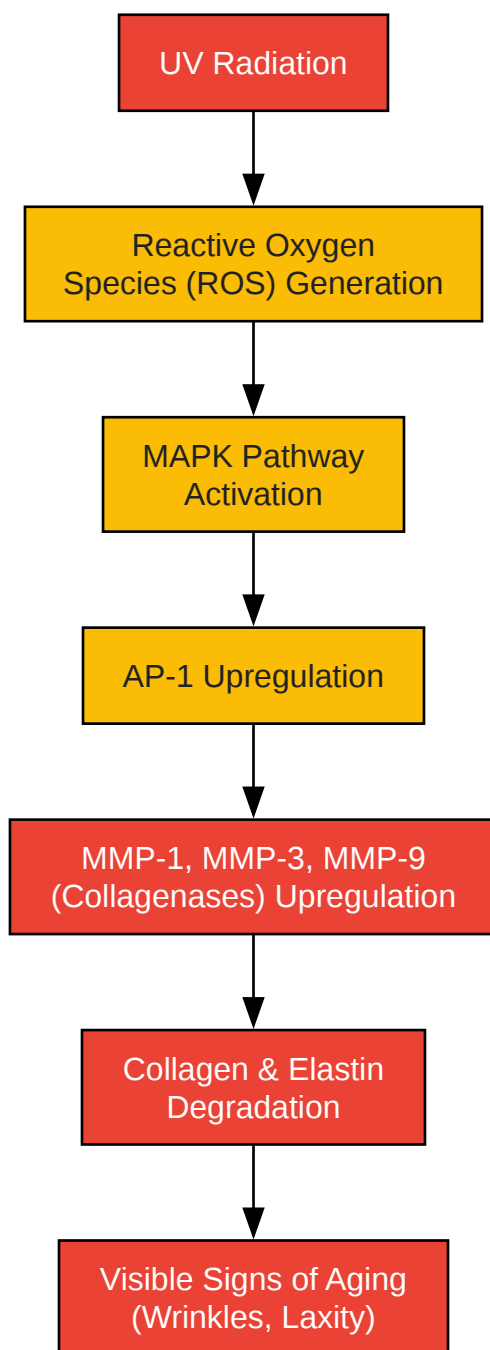 UV Radiation
Reactive Oxygen
Species (ROS) Generation
MAPK Pathway
Activation
AP-1 Upregulation
MMP-1, MMP-3, MMP-9
(Collagenases) Upregulation
Collagen & Elastin
Degradation
Visible Signs of Aging
(Wrinkles, Laxity)